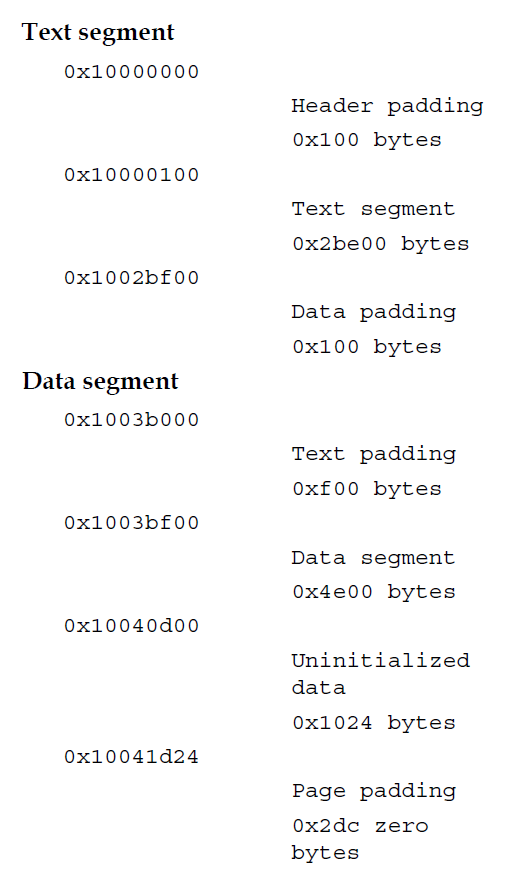 Text segment
0x10000000
Header padding
0x100 bytes
0x10000100
Text segment
0x2be00 bytes
0x1002bf00
Data padding
0x100 bytes
Data segment
0x1003b000
Text padding
0xf00 bytes
0x1003bf00
Data segment
0x4e00 bytes
0x10040d00
Uninitialized
data
0x1024 bytes
0x10041d24
Page padding
0x2dc zero
bytes